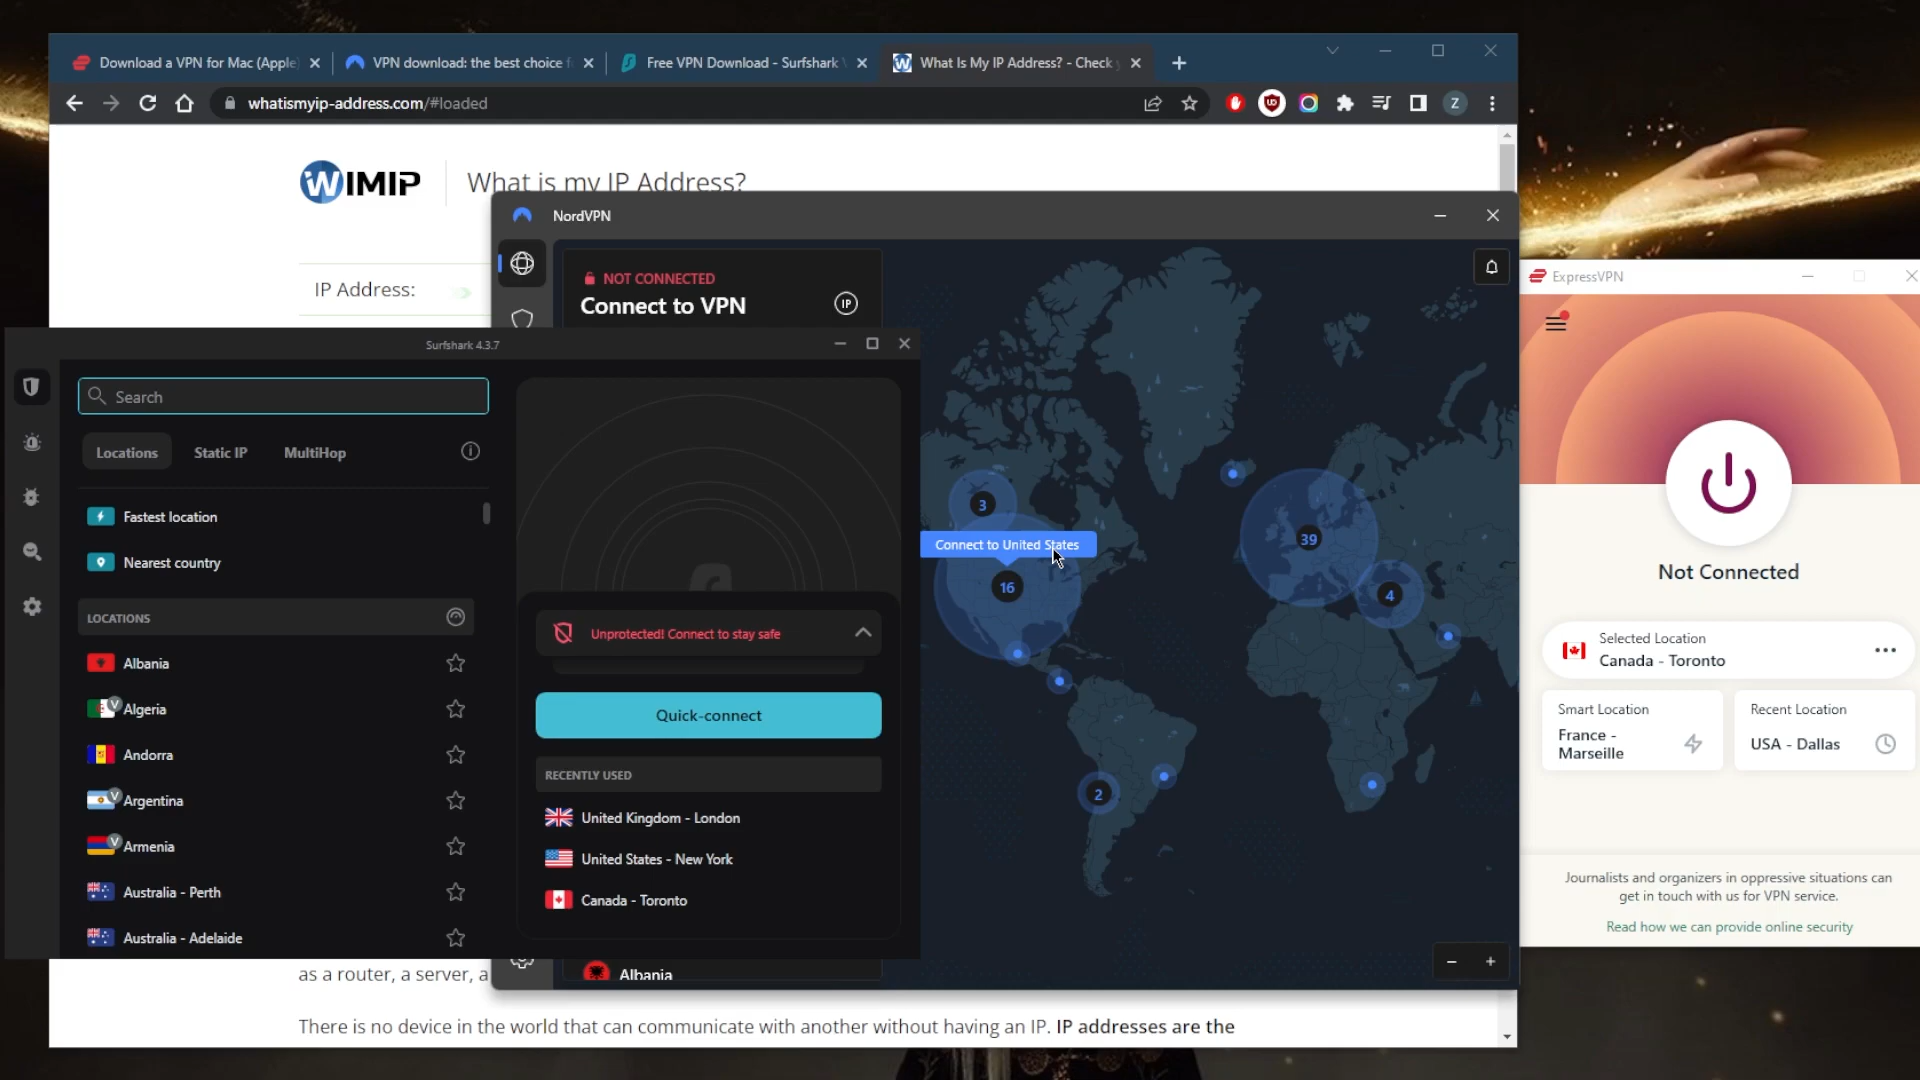 Download a VPN for Mac (Apple
VPN download: the best choice f
Free VPN Download - Surfshark V
What Is My IP Address? - Check y
whatismyip-address.com/#loaded
Z
WIMIP
What is my IP Address?
IP Address:
NordVPN
NOT CONNECTED
Connect to VPN
IP
Surfshark 4.3.7
Search
Locations
Static IP
MultiHop
Fastest location
Nearest country
LOCATIONS
Albania
V
Algeria
Andorra
V
Argentina
V
Armenia
Australia - Perth
Australia - Adelaide
Unprotected! Connect to stay safe
Quick-connect
RECENTLY USED
United Kingdom - London
United States - New York
Canada - Toronto
3
Connect to United States
16
39
4
2
Albania
ExpressVPN
Not Connected
Selected Location
Canada - Toronto
Smart Location
France -
Marseille
Recent Location
USA - Dallas
Journalists and organizers in oppressive situations can
get in touch with us for VPN service.
Read how we can provide online security
as a router, a server, a
There is no device in the world that can communicate with another without having an IP. IP addresses are the